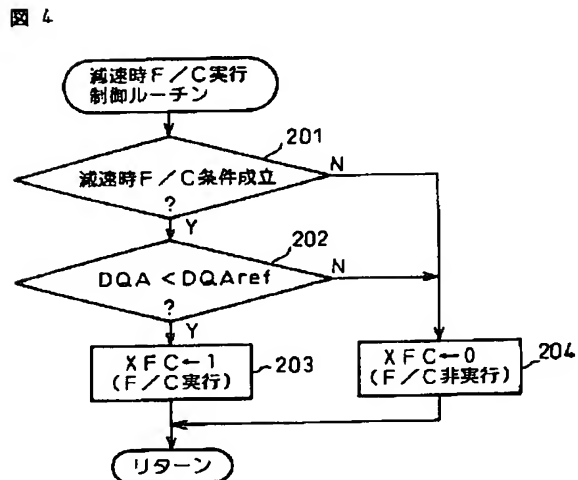 図 4
減速時F／C実行
制御ルーチン
201
減速時F／C条件成立
?
N
Y
202
DQA＜DQAref
?
N
Y
XFC←1
(F／C実行)
203
XFC←0
(F／C非実行)
204
リターン